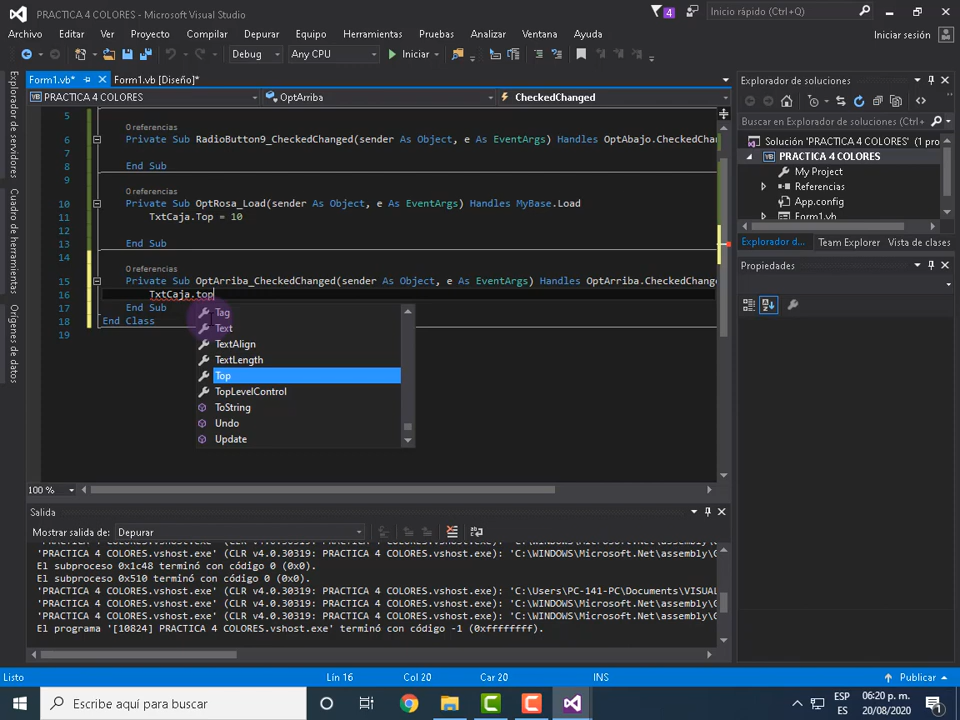 PRACTICA 4 COLORES - Microsoft Visual Studio
4
Inicio rápido (Ctrl+Q)
Archivo Editar Ver Proyecto Compilar Depurar Equipo Herramientas Pruebas Analizar Ventana Ayuda
Iniciar sesión
Debug Any CPU Iniciar
Explorador de servidores
Cuadro de herramientas
Orígenes de datos
Form1.vb* Form1.vb [Diseño]*
PRACTICA 4 COLORES OptArriba CheckedChanged
5
0 referencias
6 Private Sub RadioButton9_CheckedChanged(sender As Object, e As EventArgs) Handles OptAbajo.CheckedChan
7
8 End Sub
9
0 referencias
10 Private Sub OptRosa_Load(sender As Object, e As EventArgs) Handles MyBase.Load
11 TxtCaja.Top = 10
12
13 End Sub
14
0 referencias
15 Private Sub OptArriba_CheckedChanged(sender As Object, e As EventArgs) Handles OptArriba.CheckedChange
16 TxtCaja.top
17 End Sub
18 End Class
19
Tag
Text
TextAlign
TextLength
Top
TopLevelControl
ToString
Undo
Update
100 %
Explorador de soluciones
Buscar en Explorador de soluciones (Ctrl+
Solución 'PRACTICA 4 COLORES' (1 pro
PRACTICA 4 COLORES
My Project
Referencias
App.config
Form1.vb
Explorador d... Team Explorer Vista de clases
Propiedades
Salida
Mostrar salida de: Depurar
'PRACTICA 4 COLORES.vshost.exe' (CLR v4.0.30319: PRACTICA 4 COLORES.vshost.exe): 'C:\WINDOWS\Microsoft.Net\assembly\G
El subproceso 0x1c48 terminó con código 0 (0x0).
El subproceso 0x510 terminó con código 0 (0x0).
'PRACTICA 4 COLORES.vshost.exe' (CLR v4.0.30319: PRACTICA 4 COLORES.vshost.exe): 'C:\Users\PC-141-PC\Documents\VISUAL
'PRACTICA 4 COLORES.vshost.exe' (CLR v4.0.30319: PRACTICA 4 COLORES.vshost.exe): 'C:\WINDOWS\Microsoft.Net\assembly\G
'PRACTICA 4 COLORES.vshost.exe' (CLR v4.0.30319: PRACTICA 4 COLORES.vshost.exe): 'C:\WINDOWS\Microsoft.Net\assembly\G
El programa '[10824] PRACTICA 4 COLORES.vshost.exe' terminó con código -1 (0xffffffff).
Listo Lín 16 Col 20 Car 20 INS Publicar
Escribe aquí para buscar
ESP
ES
06:20 p. m.
20/08/2020
1